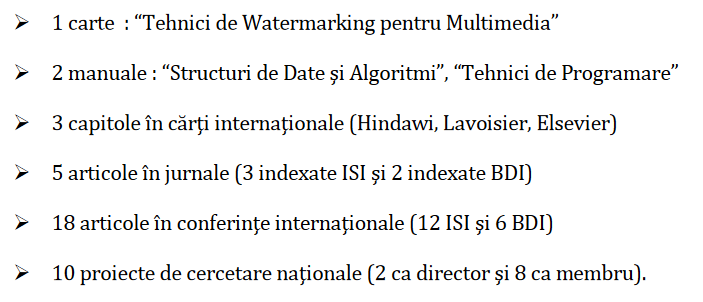 ➢ 1 carte : “Tehnici de Watermarking pentru Multimedia”
➢ 2 manuale : “Structuri de Date și Algoritmi”, “Tehnici de Programare”
➢ 3 capitole în cărți internaționale (Hindawi, Lavoisier, Elsevier)
➢ 5 articole în jurnale (3 indexate ISI și 2 indexate BDI)
➢ 18 articole în conferințe internaționale (12 ISI și 6 BDI)
➢ 10 proiecte de cercetare naționale (2 ca director și 8 ca membru).